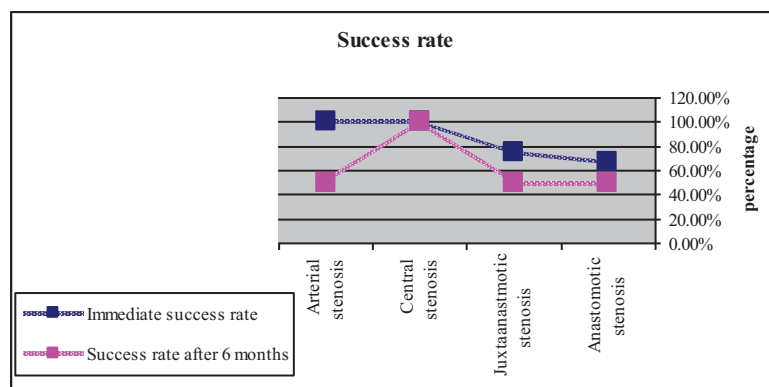 Success rate
120.00%
100.00%
80.00%
60.00%
40.00%
20.00%
0.00%
percentage
Arterial
stenosis
Central
stenosis
Juxtaanastmotic
stenosis
Anastomotic
stenosis
Immediate success rate
Success rate after 6 months